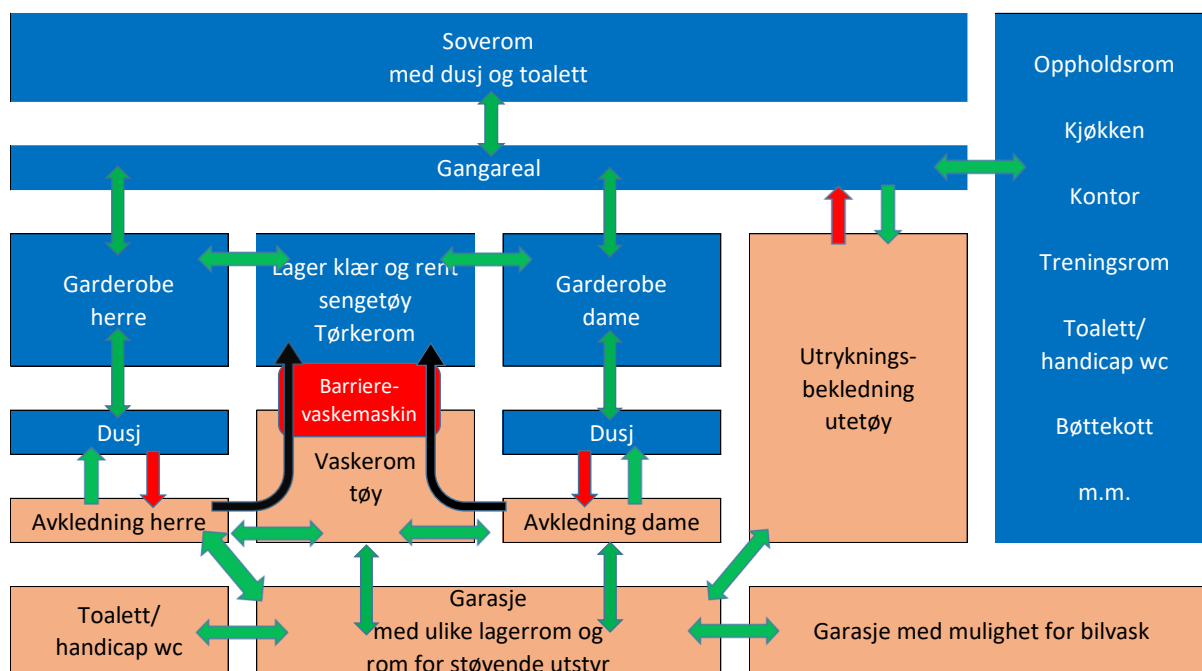 Soverom
med dusj og toalett
Gangareal
Oppholdsrom
Kjøkken
Kontor
Treningsrom
Toalett/
handicap wc
Bøttekott
m.m.
Garderobe
herre
Lager klær og rent
sengetøy
Tørkerom
Garderobe
dame
Utryknings-
bekledning
utetøy
Barriere-
vaskemaskin
Dusj
Vaskerom
tøy
Dusj
Avkledning herre
Avkledning dame
Toalett/
handicap wc
Garasje
med ulike lagerrom og
rom for støvende utstyr
Garasje med mulighet for bilvask